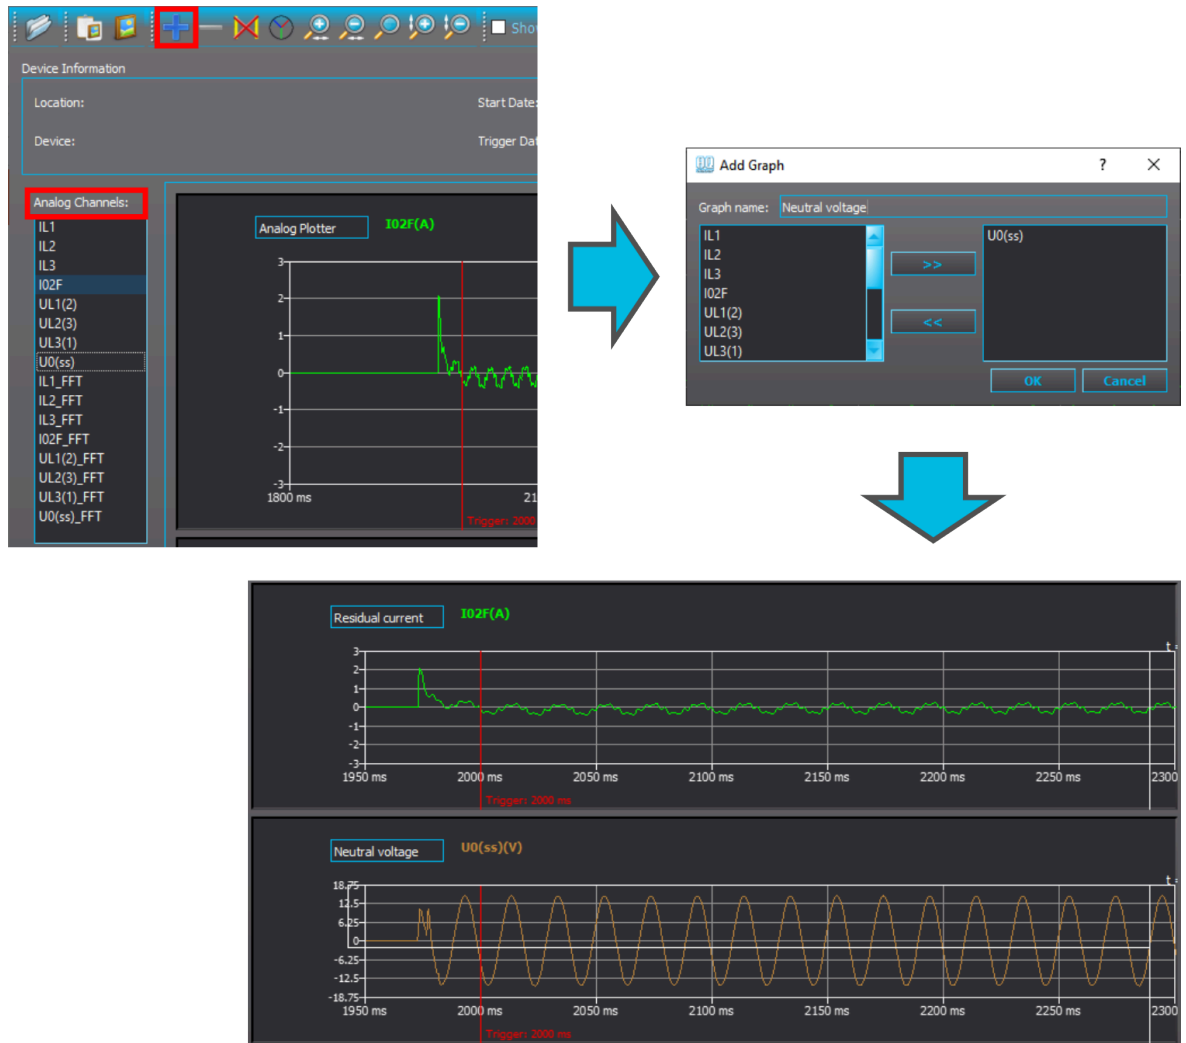 Sho
Device Information
Location:
Start Date:
Device:
Trigger Dat
Analog Channels:
IL1
IL2
IL3
I02F
UL1(2)
UL2(3)
UL3(1)
U0(ss)
IL1_FFT
IL2_FFT
IL3_FFT
I02F_FFT
UL1(2)_FFT
UL2(3)_FFT
UL3(1)_FFT
U0(ss)_FFT
Analog Plotter
I02F(A)
3
2
1
0
-1
-2
-3
1800 ms
21
Trigger: 2000
Add Graph
?
Graph name:
Neutral voltage
IL1
IL2
IL3
I02F
UL1(2)
UL2(3)
UL3(1)
>>
<<
U0(ss)
OK
Cancel
Residual current
I02F(A)
t =
3
2
1
0
-1
-2
-3
1950 ms
2000 ms
2050 ms
2100 ms
2150 ms
2200 ms
2250 ms
2300
Trigger: 2000 ms
Neutral voltage
U0(ss)(V)
t =
18.75
12.5
6.25
0
-6.25
-12.5
-18.75
1950 ms
2000 ms
2050 ms
2100 ms
2150 ms
2200 ms
2250 ms
2300
Trigger: 2000 ms